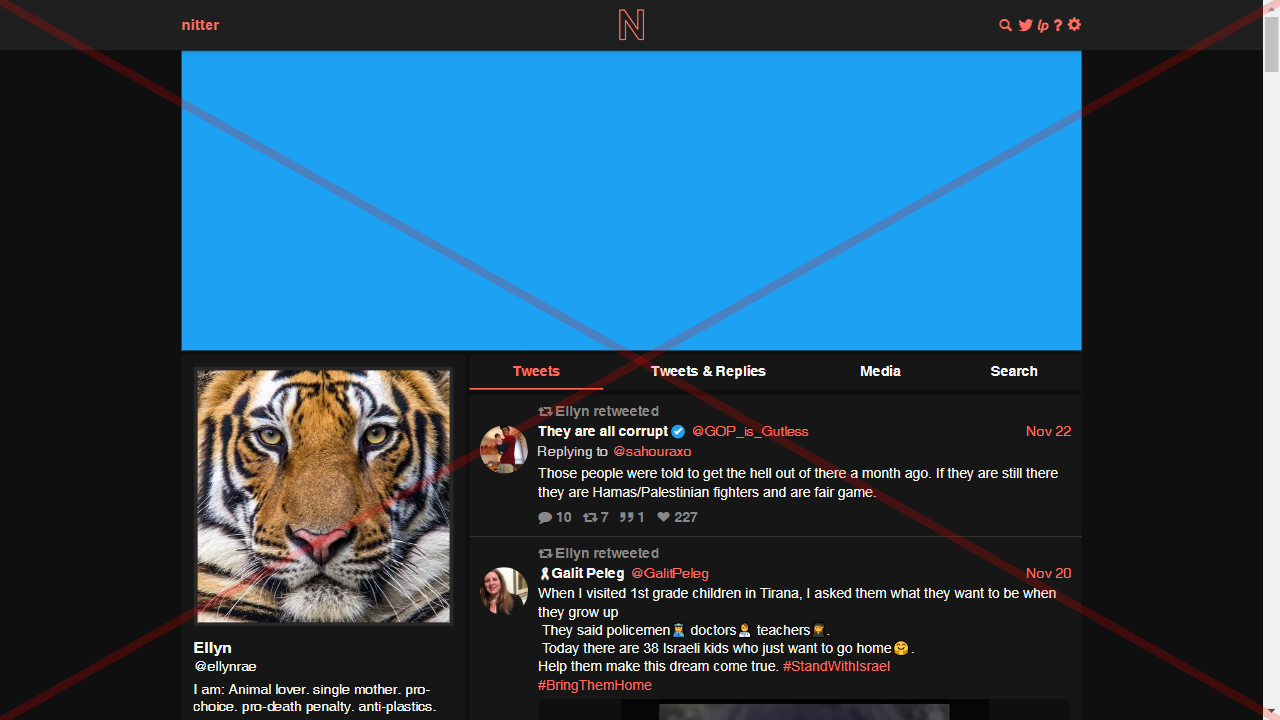 nitter
N
lp ?
Tweets
Tweets & Replies
Media
Search
Ellyn retweeted
They are all corrupt @GOP_is_Gutless Nov 22
Replying to @sahouraxo
Those people were told to get the hell out of there a month ago. If they are still there
they are Hamas/Palestinian fighters and are fair game.
10 7 1 227
Ellyn retweeted
🎗Galit Peleg @GalitPeleg Nov 20
When I visited 1st grade children in Tirana, I asked them what they want to be when
they grow up
They said policemen👮 doctors👨‍⚕️ teachers👩‍🏫.
Today there are 38 Israeli kids who just want to go home🤗.
Help them make this dream come true. #StandWithIsrael
#BringThemHome
Ellyn
@ellynrae
I am: Animal lover. single mother. pro-
choice. pro-death penalty. anti-plastics.